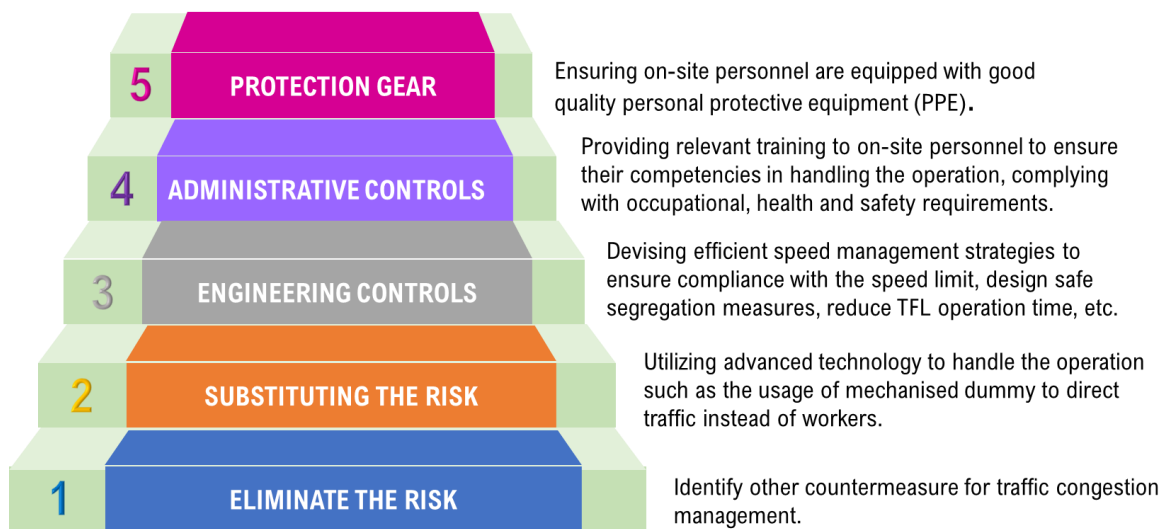 5
PROTECTION GEAR
Ensuring on-site personnel are equipped with good
quality personal protective equipment (PPE).
4
ADMINISTRATIVE CONTROLS
Providing relevant training to on-site personnel to ensure
their competencies in handling the operation, complying
with occupational, health and safety requirements.
3
ENGINEERING CONTROLS
Devising efficient speed management strategies to
ensure compliance with the speed limit, design safe
segregation measures, reduce TFL operation time, etc.
2
SUBSTITUTING THE RISK
Utilizing advanced technology to handle the operation
such as the usage of mechanised dummy to direct
traffic instead of workers.
1
ELIMINATE THE RISK
Identify other countermeasure for traffic congestion
management.